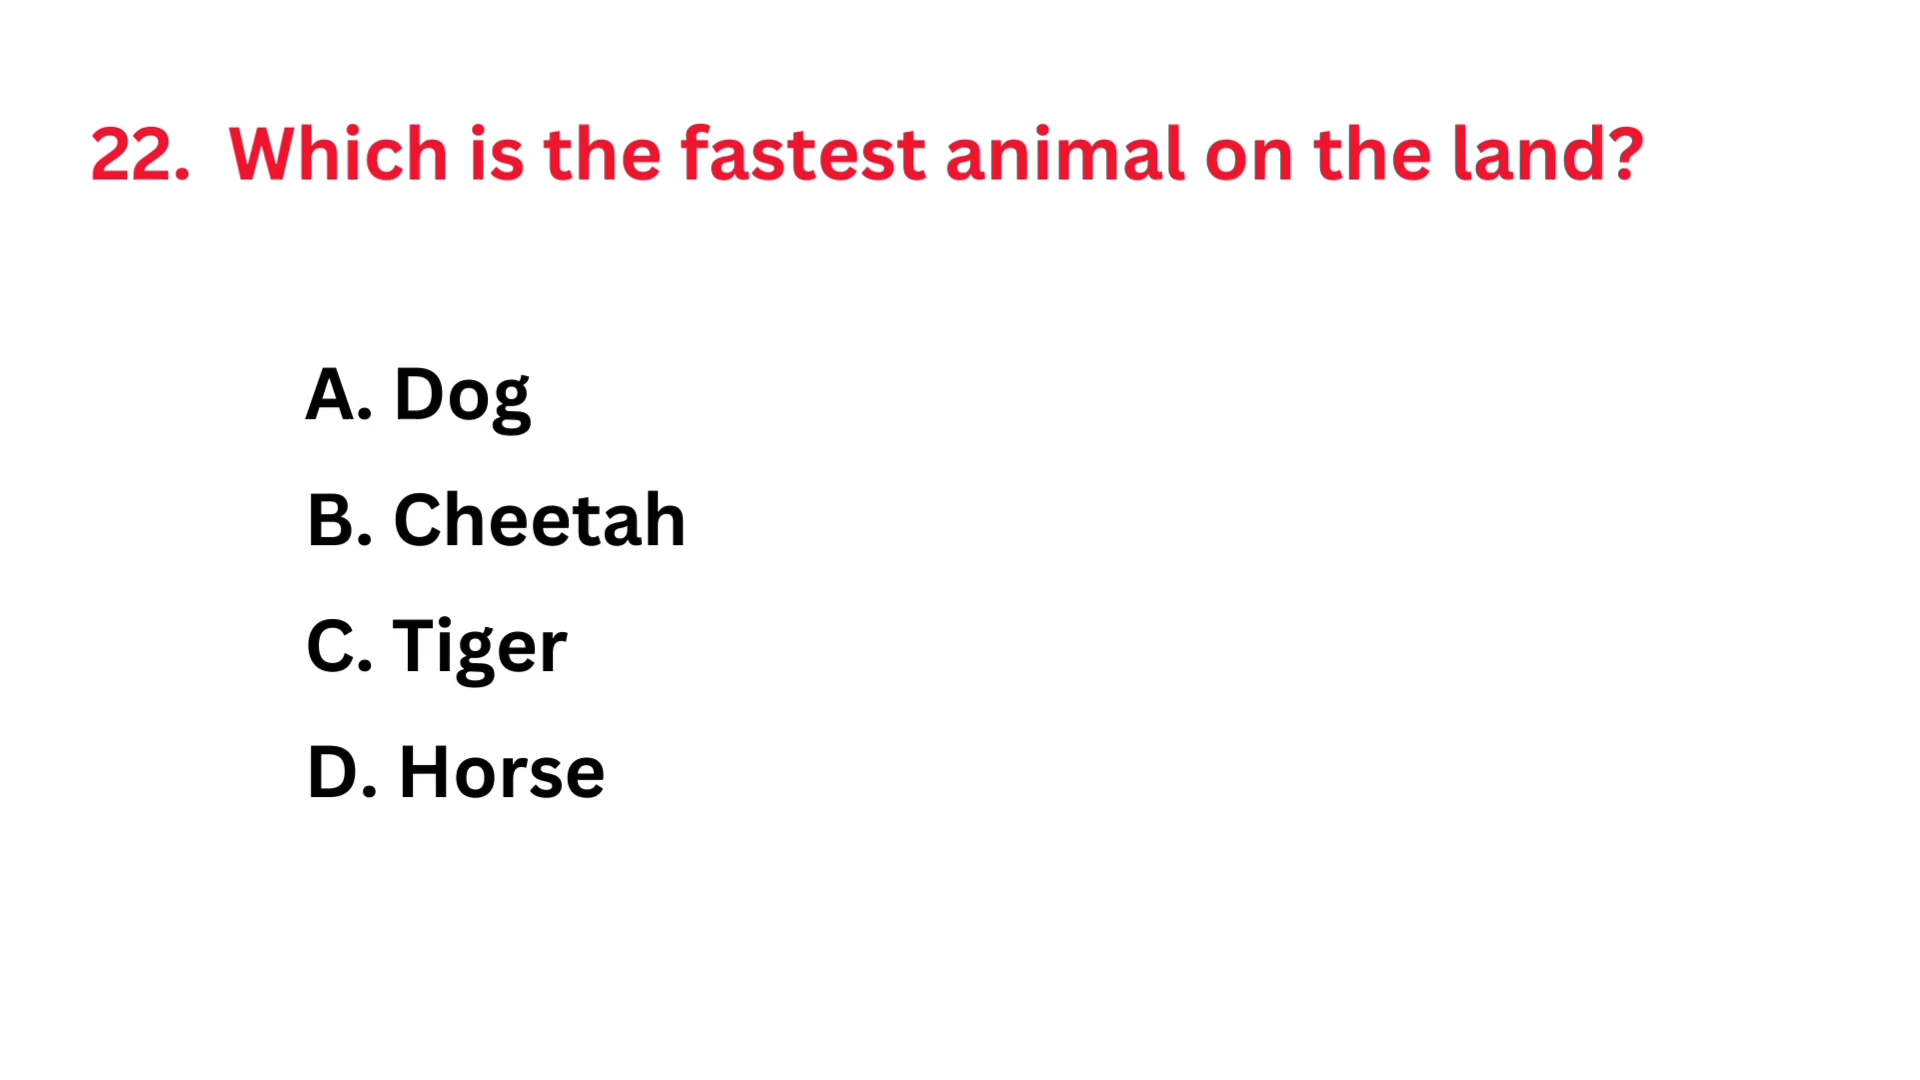 22. Which is the fastest animal on the land?
A. Dog
B. Cheetah
C. Tiger
D. Horse